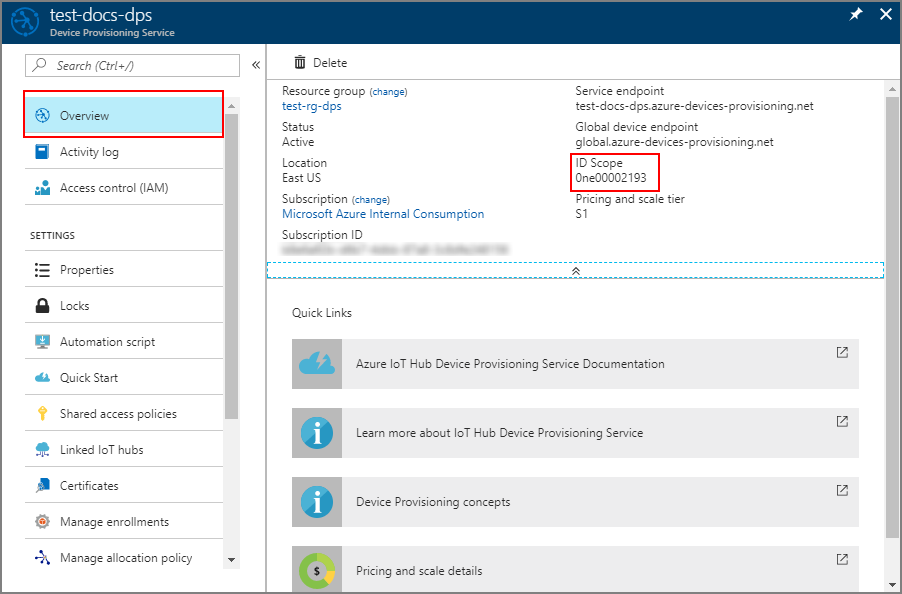 test-docs-dps
Device Provisioning Service
Search (Ctrl+/)
Overview
Activity log
Access control (IAM)
SETTINGS
Properties
Locks
Automation script
Quick Start
Shared access policies
Linked IoT hubs
Certificates
Manage enrollments
Manage allocation policy
Delete
Resource group (change)
test-rg-dps
Status
Active
Location
East US
Subscription (change)
Microsoft Azure Internal Consumption
Subscription ID
Service endpoint
test-docs-dps.azure-devices-provisioning.net
Global device endpoint
global.azure-devices-provisioning.net
ID Scope
0ne00002193
Pricing and scale tier
S1
Quick Links
Azure IoT Hub Device Provisioning Service Documentation
Learn more about IoT Hub Device Provisioning Service
Device Provisioning concepts
$
Pricing and scale details